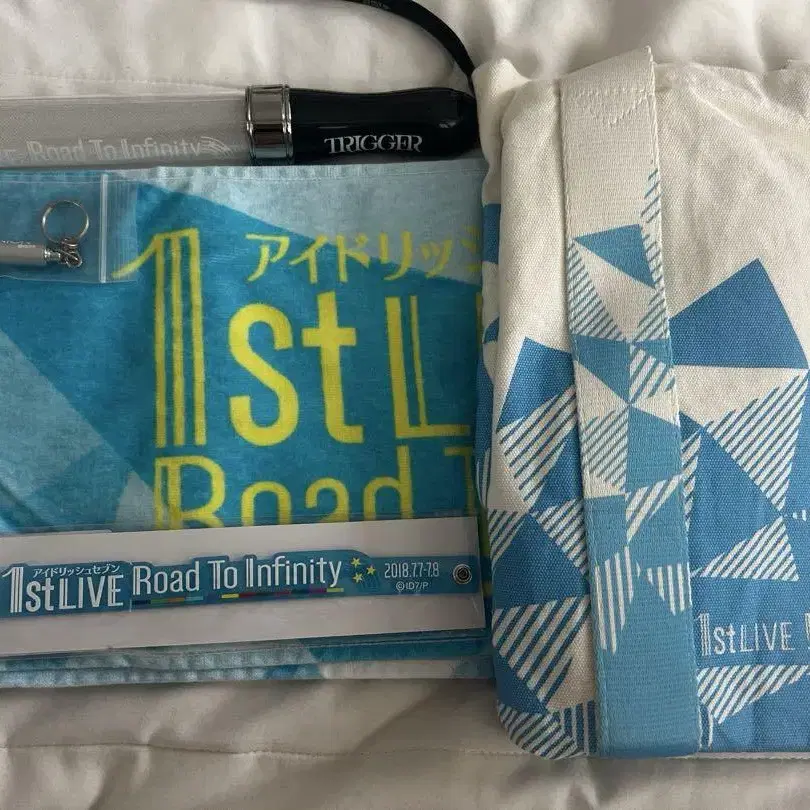 Road To Infinity
TRIGGER
アイドリッシ
1st L
Road T
アイドリッシュセブン
1st LIVE Road To Infinity 2018.7.7-7.8
©ID7/P
1st LIVE